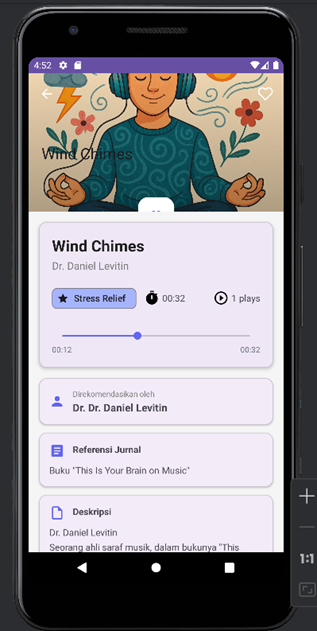 4:52
Wind Chimes
Wind Chimes
Dr. Daniel Levitin
Stress Relief
00:32
1 plays
00:12
00:32
Direkomendasikan oleh
Dr. Dr. Daniel Levitin
Referensi Jurnal
Buku "This Is Your Brain on Music"
Deskripsi
Dr. Daniel Levitin
Seorang ahli saraf musik, dalam bukunya "This
1:1